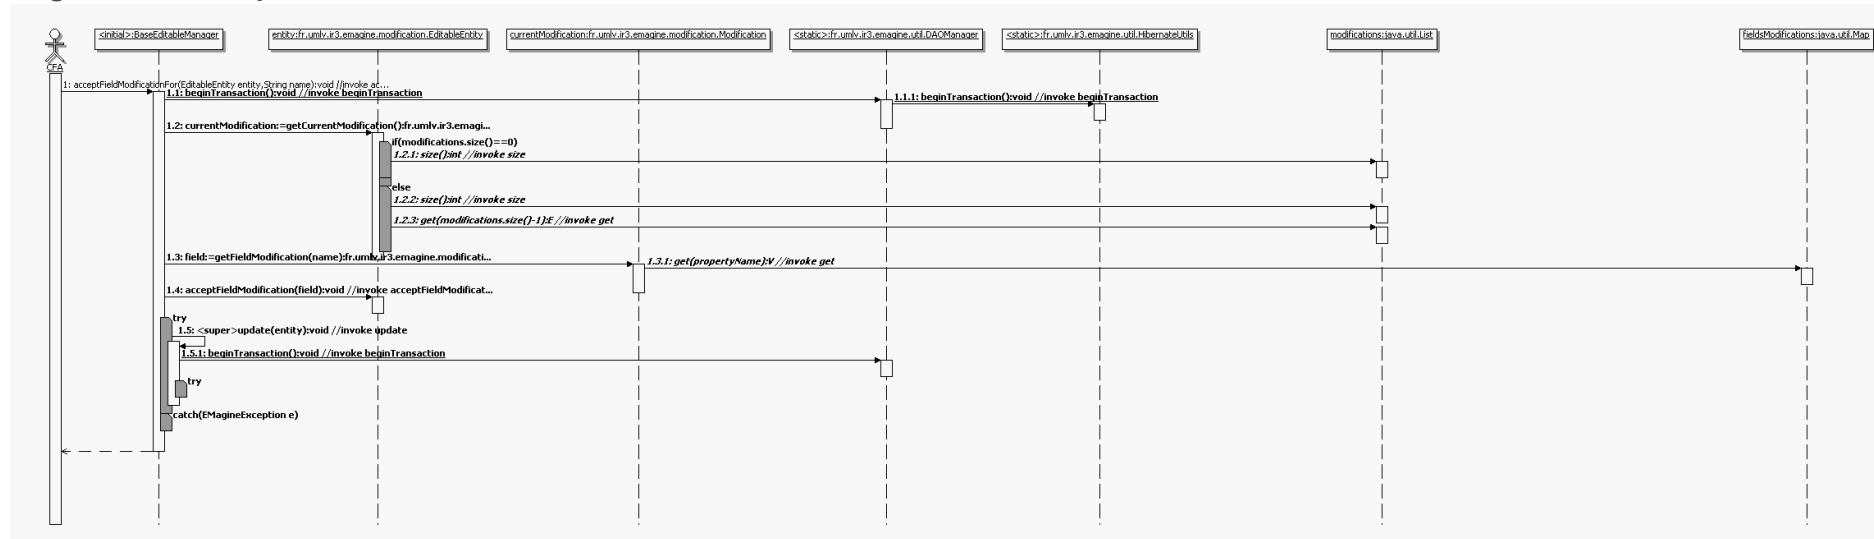 <initial>:BaseEditableManager
entity:fr.umlv.ir3.emagine.modification.EditableEntity
currentModification:fr.umlv.ir3.emagine.modification.Modification
<static>:fr.umlv.ir3.emagine.util.DAOManager
<static>:fr.umlv.ir3.emagine.util.HibernateUtils
modifications:java.util.List
fieldsModifications:java.util.Map
CFA
1: acceptFieldModificationFor(EditableEntity entity,String name):void //invoke ac...
1.1: beginTransaction():void //invoke beginTransaction
1.1.1: beginTransaction():void //invoke beginTransaction
1.2: currentModification:=getCurrentModification():fr.umlv.ir3.emagi...
if(modifications.size()==0)
1.2.1: size():int //invoke size
else
1.2.2: size():int //invoke size
1.2.3: get(modifications.size()-1):E //invoke get
1.3: field:=getFieldModification(name):fr.umlv.ir3.emagine.modificati...
1.3.1: get(propertyName):V //invoke get
1.4: acceptFieldModification(field):void //invoke acceptFieldModificat...
try
1.5: <super>update(entity):void //invoke update
1.5.1: beginTransaction():void //invoke beginTransaction
try
catch(EMagineException e)